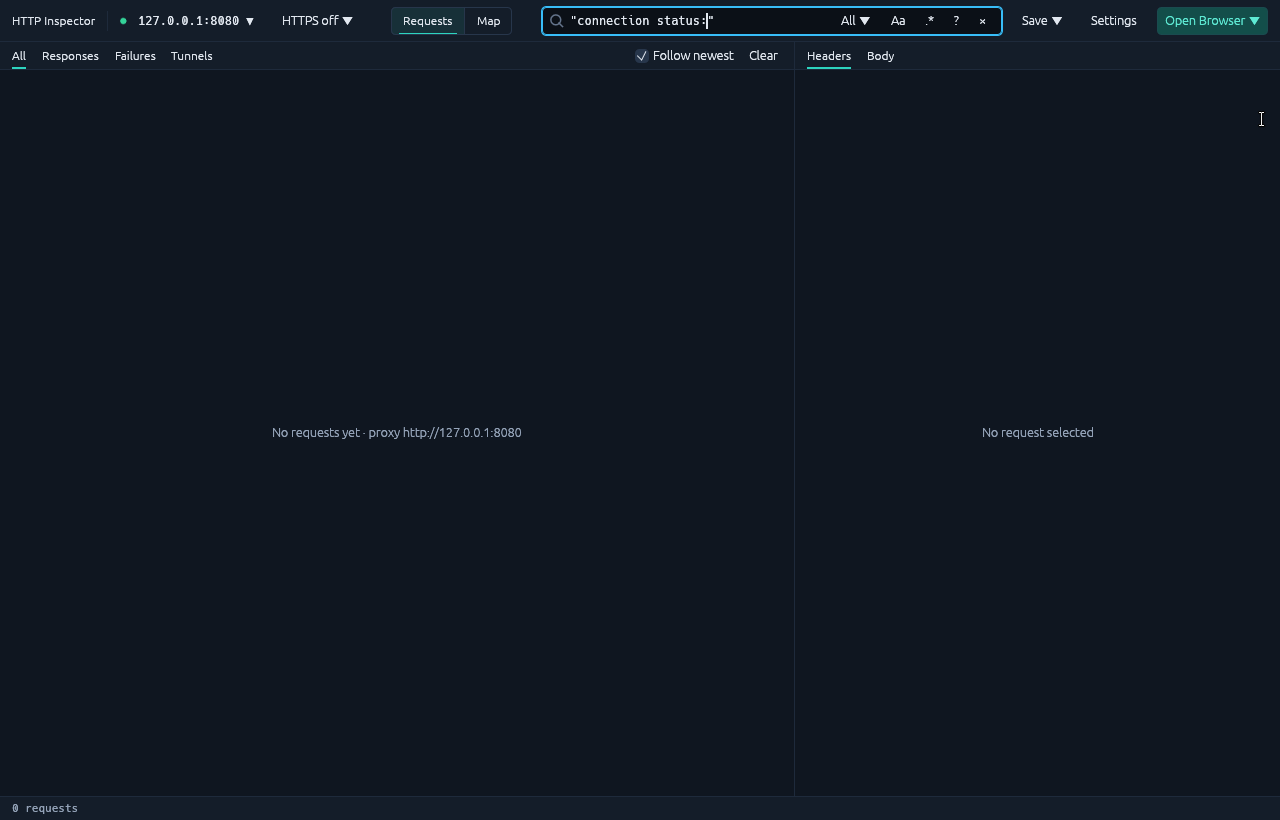 HTTP Inspector 127.0.0.1:8080 ▼ HTTPS off ▼ Requests Map "connection status:" All ▼ Aa .* ? × Save ▼ Settings Open Browser ▼
All Responses Failures Tunnels Follow newest Clear Headers Body
No requests yet · proxy http://127.0.0.1:8080 No request selected
0 requests